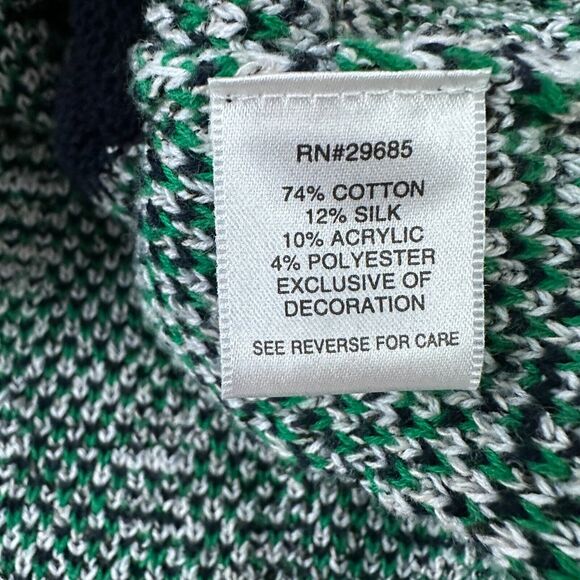 RN#29685
74% COTTON
12% SILK
10% ACRYLIC
4% POLYESTER
EXCLUSIVE OF
DECORATION
SEE REVERSE FOR CARE